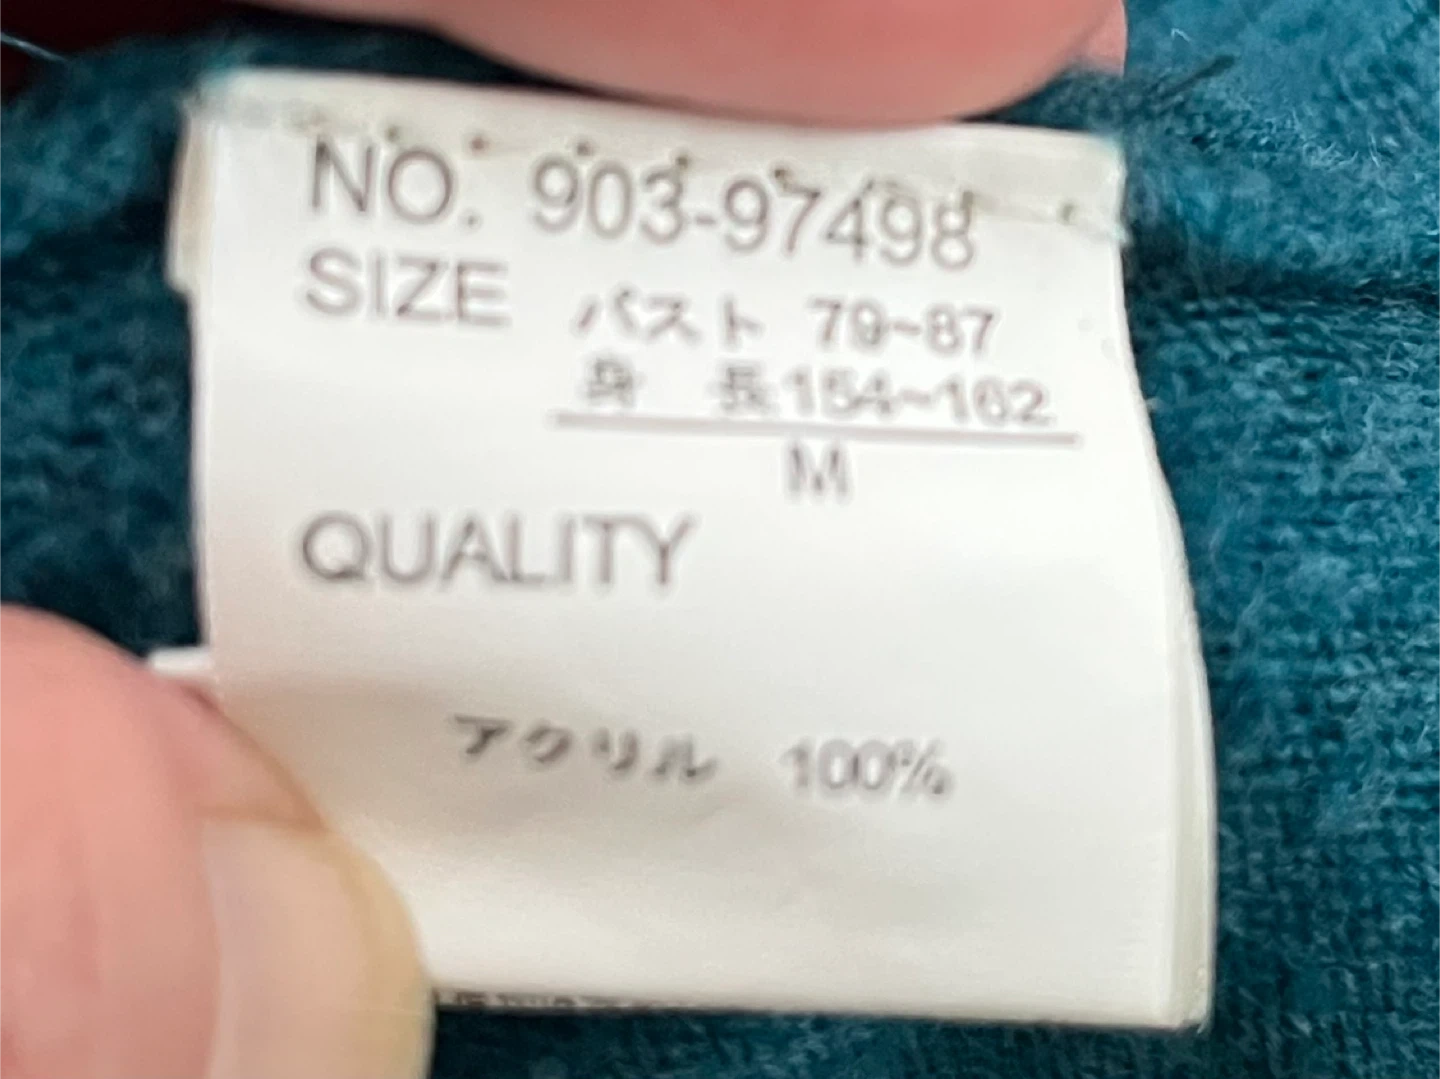 NO. 903-97498
SIZE バスト 79~87
身 長154~162
M
QUALITY
アクリル 100%